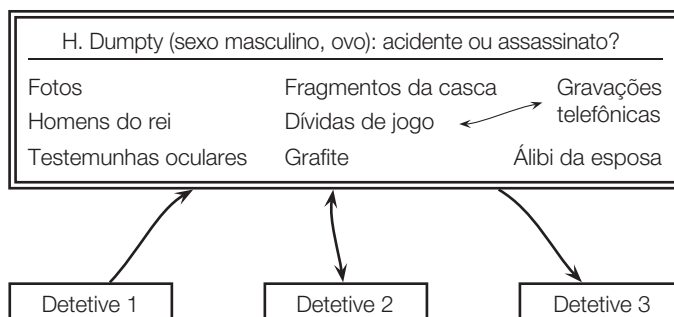 H. Dumpty (sexo masculino, ovo): acidente ou assassinato?
Fotos
Fragmentos da casca
Gravações
telefônicas
Homens do rei
Dívidas de jogo
Testemunhas oculares
Grafite
Álibi da esposa
Detetive 1
Detetive 2
Detetive 3